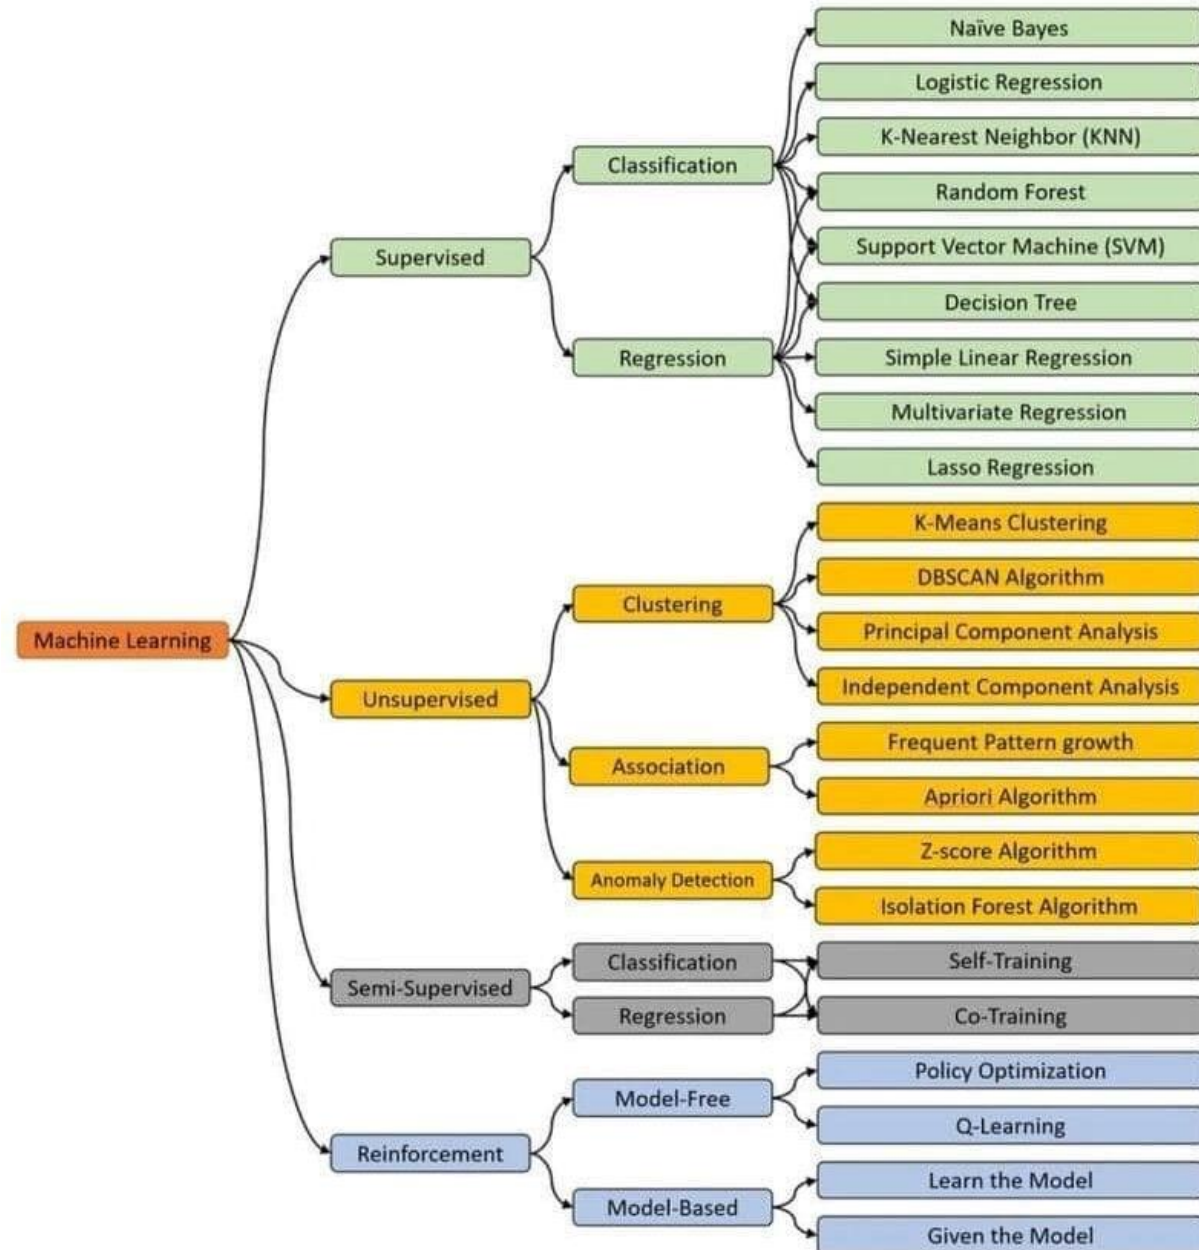 Naïve Bayes
Logistic Regression
K-Nearest Neighbor (KNN)
Classification
Random Forest
Support Vector Machine (SVM)
Supervised
Decision Tree
Regression
Simple Linear Regression
Multivariate Regression
Lasso Regression
K-Means Clustering
DBSCAN Algorithm
Clustering
Principal Component Analysis
Machine Learning
Independent Component Analysis
Unsupervised
Frequent Pattern growth
Association
Apriori Algorithm
Z-score Algorithm
Anomaly Detection
Isolation Forest Algorithm
Classification
Self-Training
Semi-Supervised
Regression
Co-Training
Policy Optimization
Model-Free
Q-Learning
Reinforcement
Learn the Model
Model-Based
Given the Model